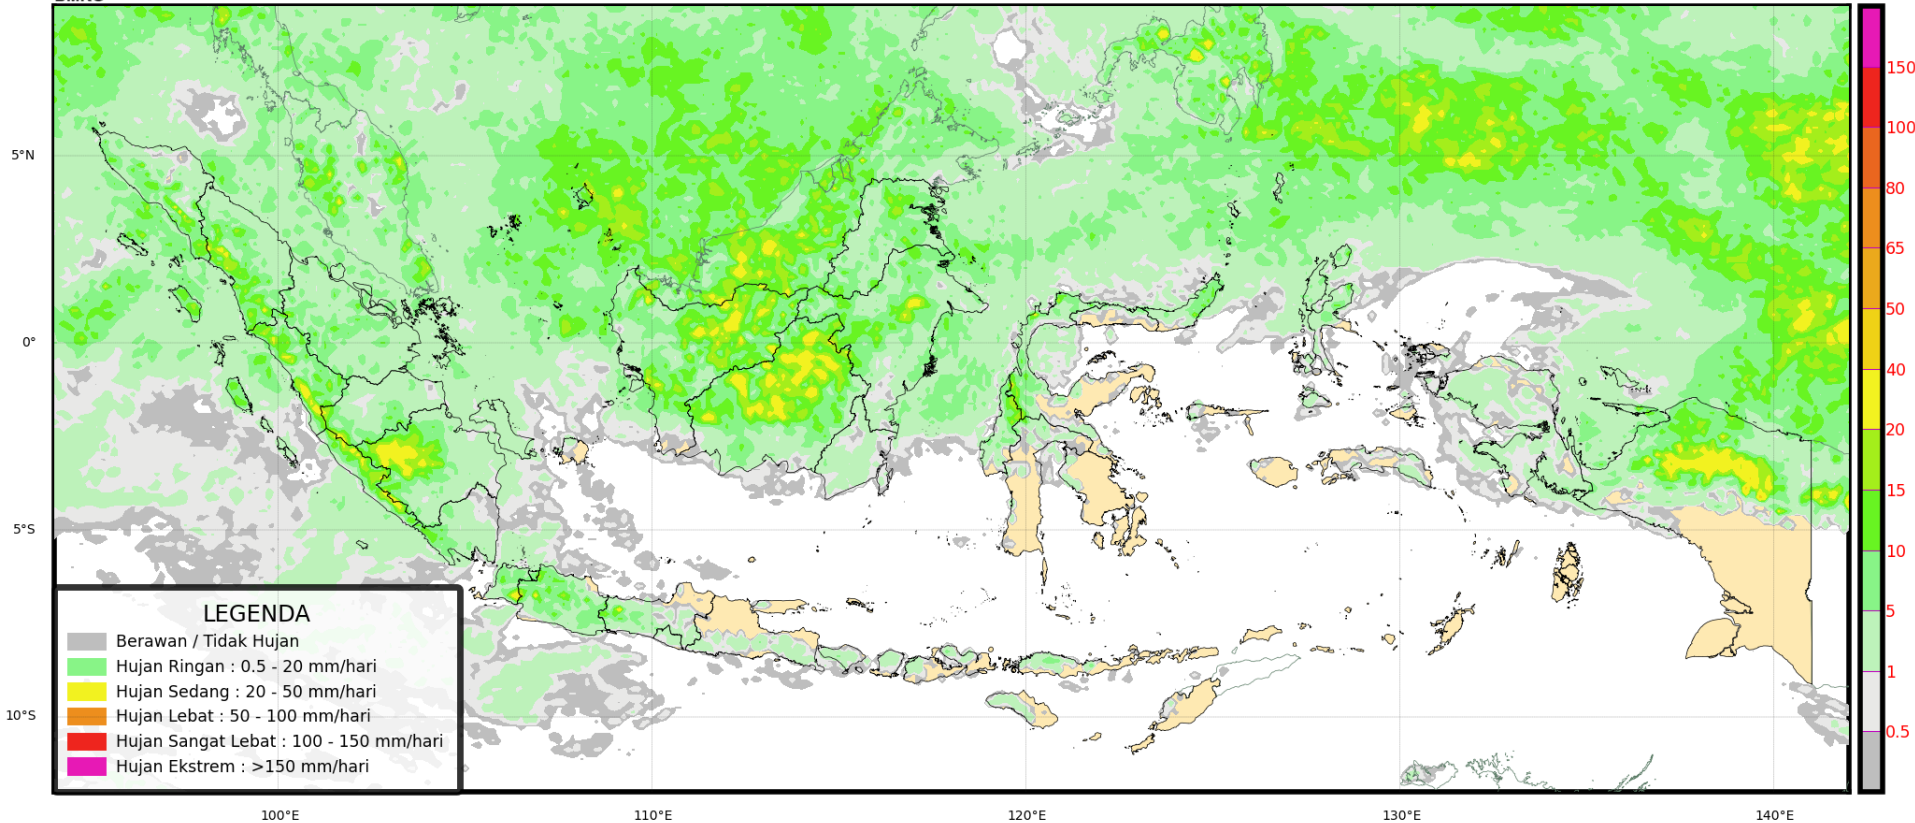 5°N
0°
5°S
10°S
100°E
110°E
120°E
130°E
140°E
LEGENDA
Berawan / Tidak Hujan
Hujan Ringan : 0.5 - 20 mm/hari
Hujan Sedang : 20 - 50 mm/hari
Hujan Lebat : 50 - 100 mm/hari
Hujan Sangat Lebat : 100 - 150 mm/hari
Hujan Ekstrem : >150 mm/hari
150
100
80
65
50
40
20
15
10
5
1
0.5